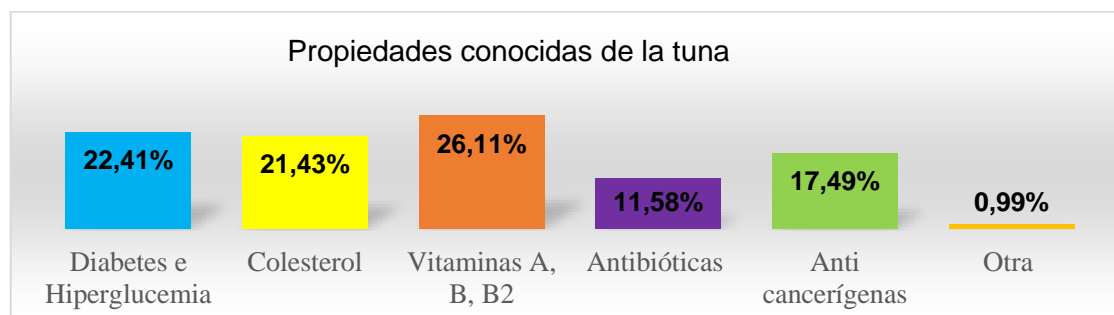 Propiedades conocidas de la tuna
22,41%
21,43%
26,11%
11,58%
17,49%
0,99%
Diabetes e
Hiperglucemia
Colesterol
Vitaminas A,
B, B2
Antibióticas
Anti
cancerígenas
Otra